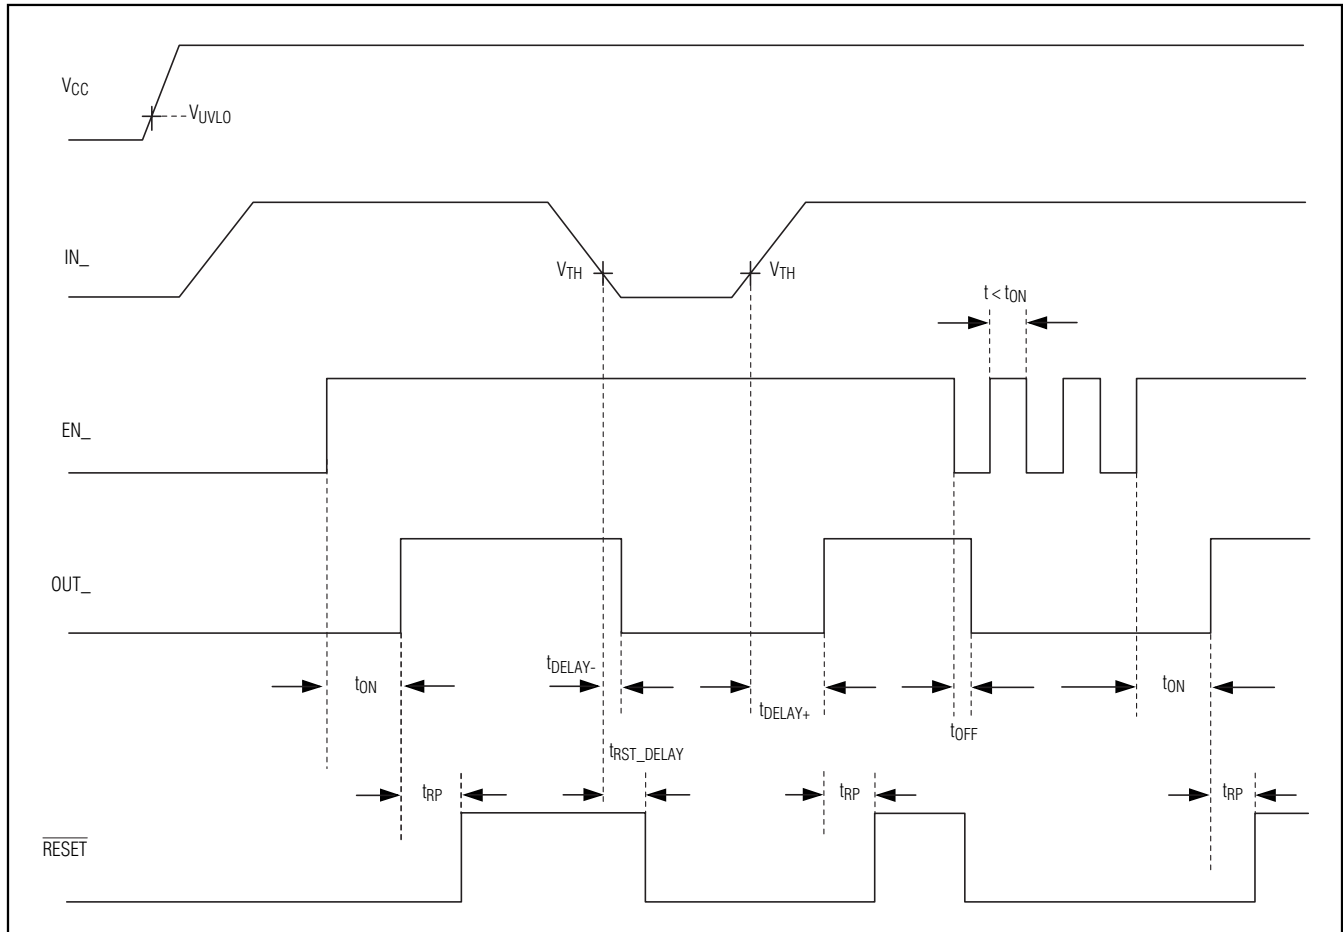 VCC
VUVLO
IN_
VTH
VTH
t < tON
EN_
OUT_
tON
tDELAY-
tDELAY+
tOFF
tON
tRST_DELAY
tRP
tRP
tRP
RESET